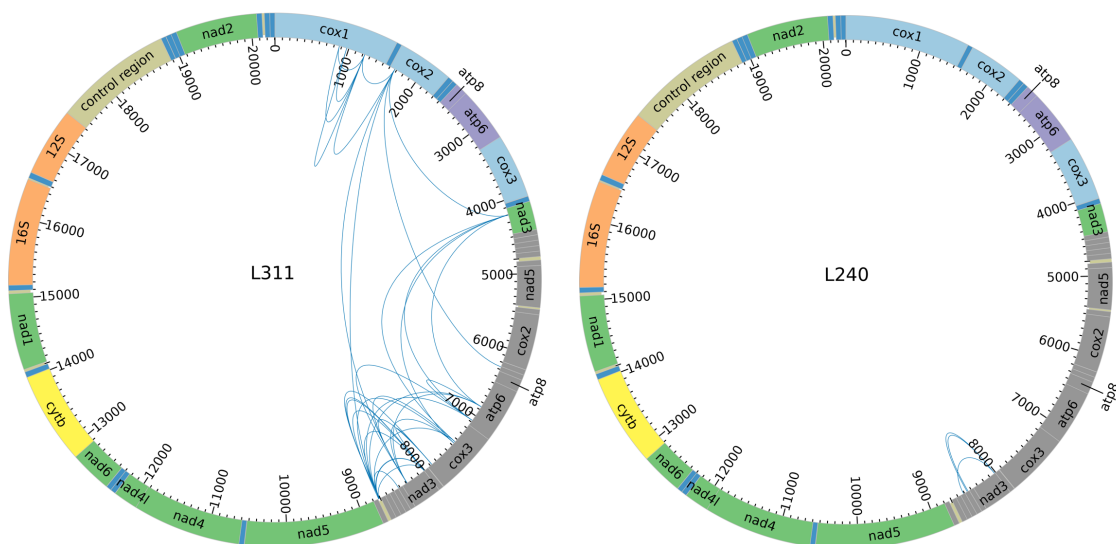 L311
0
1000
2000
3000
4000
5000
6000
7000
8000
9000
10000
11000
12000
13000
14000
15000
16000
17000
18000
19000
20000
cox1
cox2
atp8
atp6
cox3
nad3
nad5
cox2
atp8
atp6
cox3
nad3
nad5
nad4
nad4l
nad6
cytb
nad1
16S
12S
control region
nad2
L240
0
1000
2000
3000
4000
5000
6000
7000
8000
9000
10000
11000
12000
13000
14000
15000
16000
17000
18000
19000
20000
cox1
cox2
atp8
atp6
cox3
nad3
nad5
cox2
atp8
atp6
cox3
nad3
nad5
nad4
nad4l
nad6
cytb
nad1
16S
12S
control region
nad2